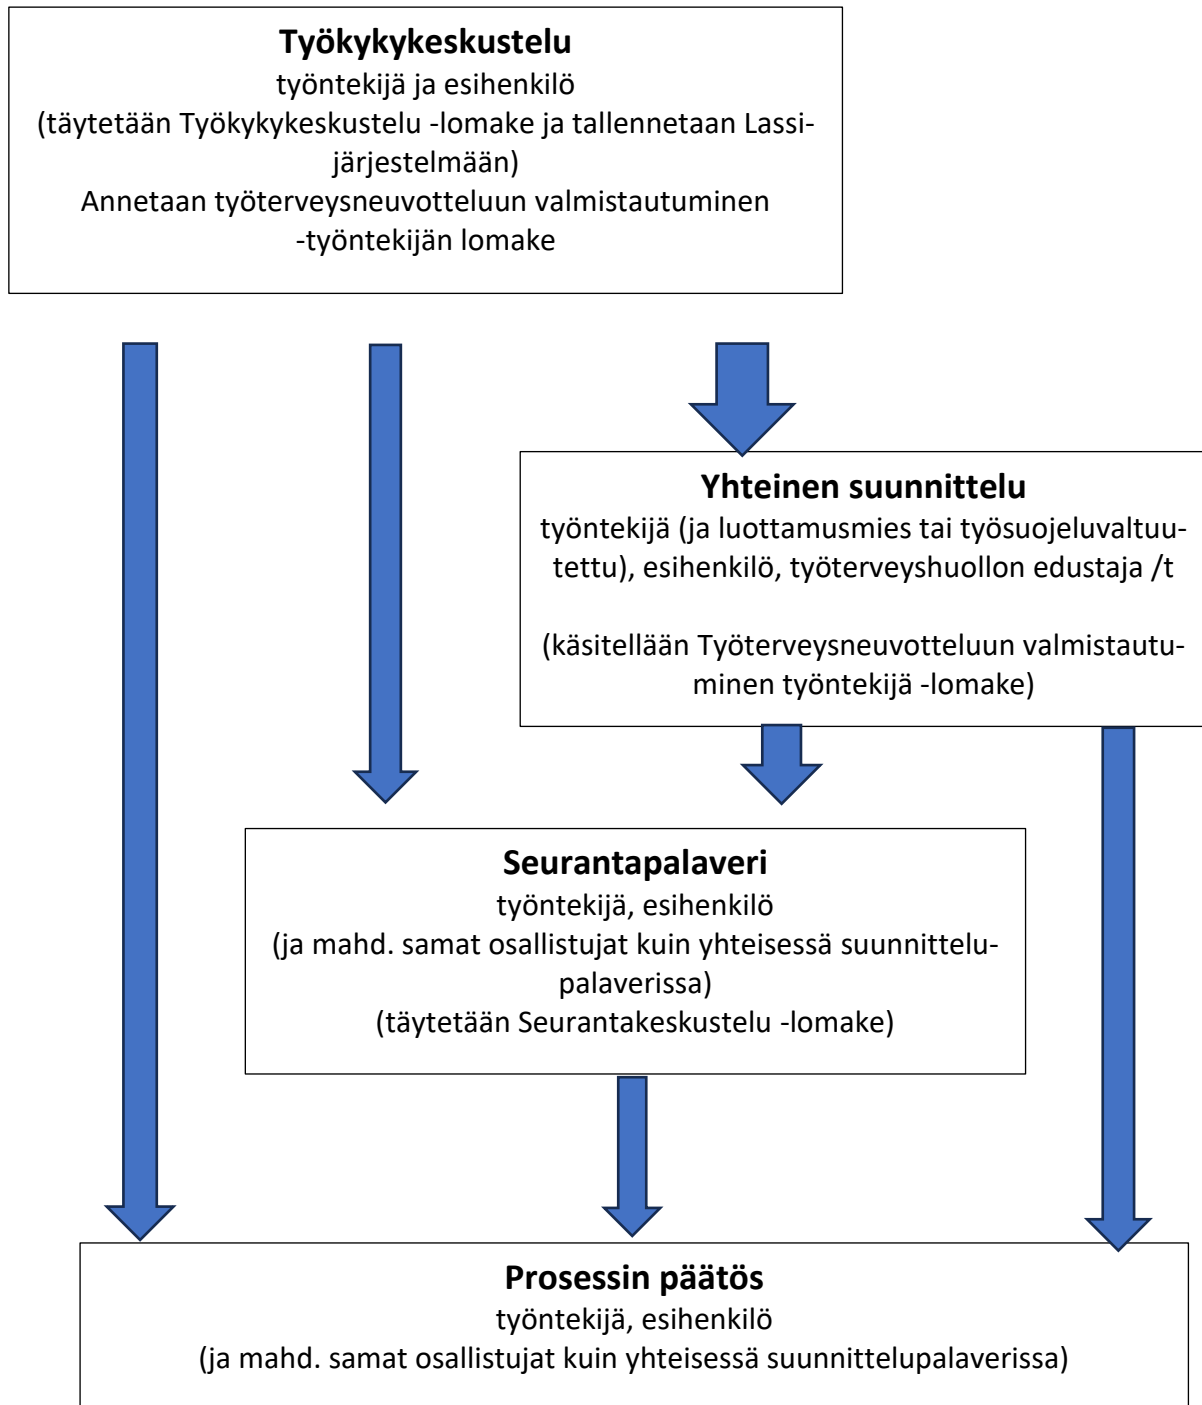 Työkykykeskustelu
työntekijä ja esihenkilö
(täytetään Työkykykeskustelu -lomake ja tallennetaan Lassi-
järjestelmään)
Annetaan työterveysneuvotteluun valmistautuminen
-työntekijän lomake
Yhteinen suunnittelu
työntekijä (ja luottamusmies tai työsuojeluvaltuu-
tettu), esihenkilö, työterveyshuollon edustaja /t
(käsitellään Työterveysneuvotteluun valmistautu-
minen työntekijä -lomake)
Seurantapalaveri
työntekijä, esihenkilö
(ja mahd. samat osallistujat kuin yhteisessä suunnittelu-
palaverissa)
(täytetään Seurantakeskustelu -lomake)
Prosessin päätös
työntekijä, esihenkilö
(ja mahd. samat osallistujat kuin yhteisessä suunnittelupalaverissa)